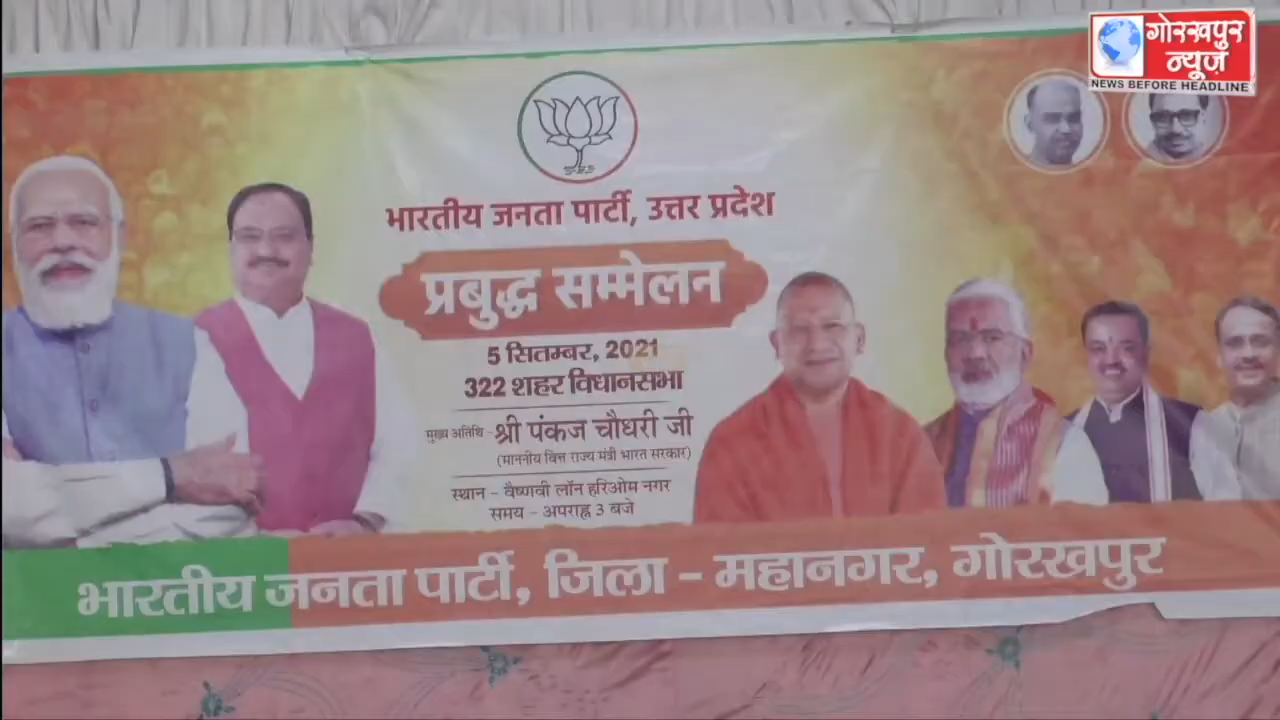 गोरखपुर
न्यूज़
NEWS BEFORE HEADLINE
भारतीय जनता पार्टी, उत्तर प्रदेश
प्रबुद्ध सम्मेलन
5 सितम्बर, 2021
322 शहर विधानसभा
मुख्य अतिथि - श्री पंकज चौधरी जी
(माननीय वित्त राज्य मंत्री भारत सरकार)
स्थान - वैष्णवी लॉन हरिओम नगर
समय - अपराह्न 3 बजे
भारतीय जनता पार्टी, जिला - महानगर, गोरखपुर